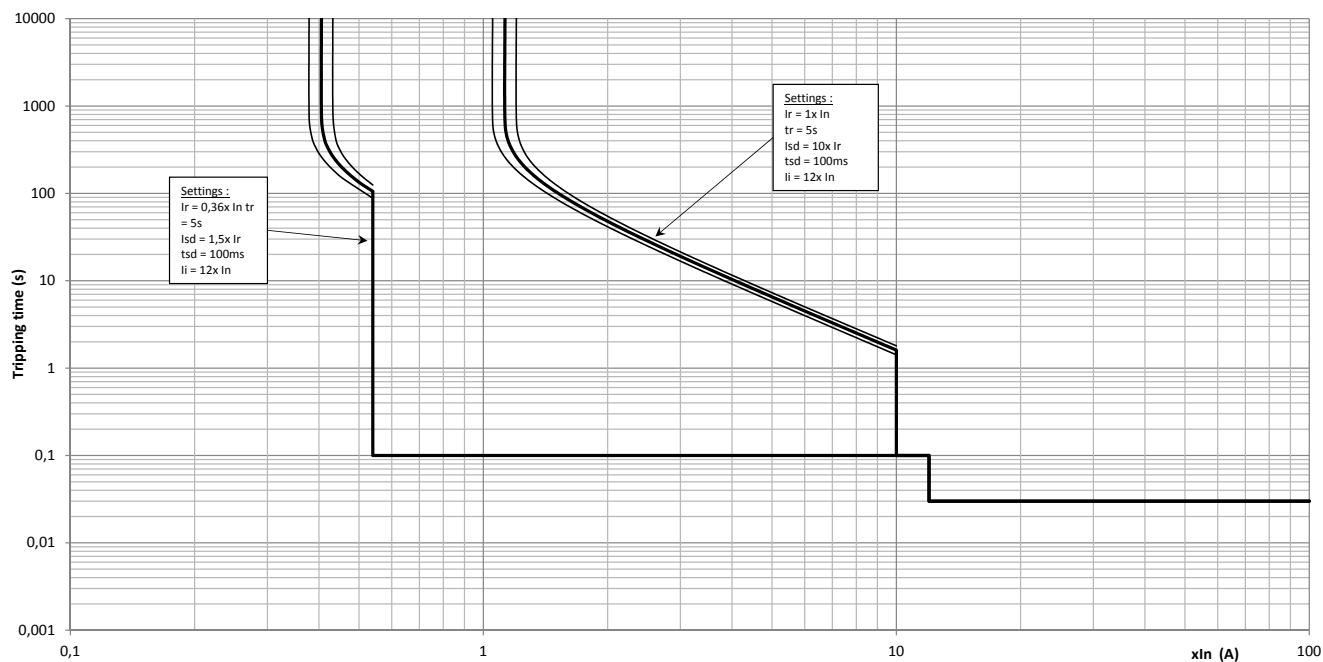 10000
1000
100
10
1
0,1
0,01
0,001
Tripping time (s)
Settings :
Ir = 0,36x In tr
= 5s
Isd = 1,5x Ir
tsd = 100ms
Ii = 12x In
Settings :
Ir = 1x In
tr = 5s
Isd = 10x Ir
tsd = 100ms
Ii = 12x In
0,1
1
10
100
xIn (A)